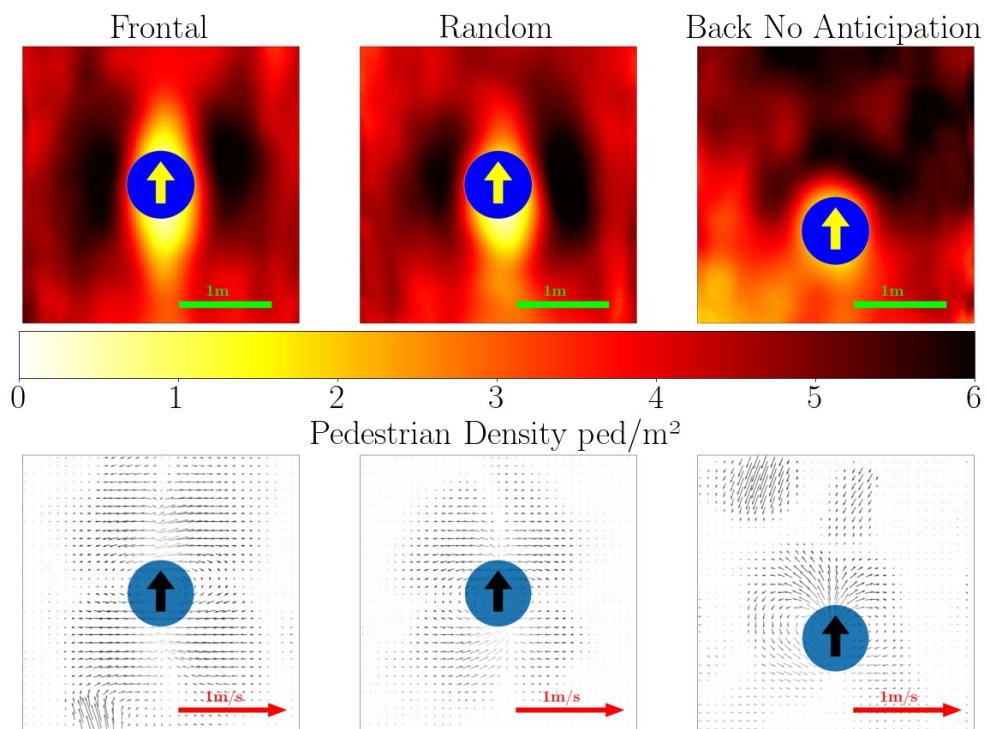 Frontal Random Back No Anticipation
1m 1m 1m
0 1 2 3 4 5 6
Pedestrian Density ped/m²
1m/s 1m/s 1m/s